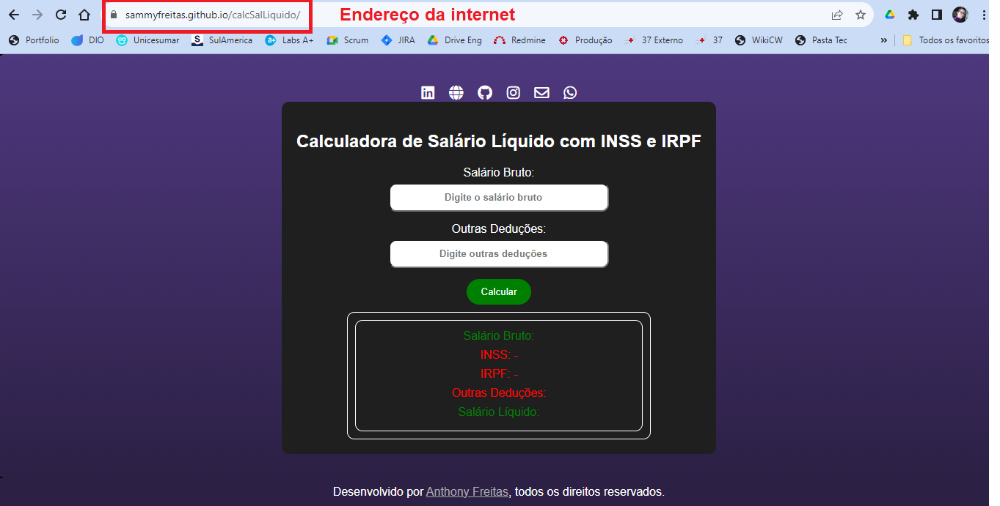 sammyfreitas.github.io/calcSalLiquido/
Endereço da internet
Portfolio DIO Unicesumar S SulAmerica a+ Labs A+ Scrum JIRA Drive Eng Redmine Produção 37 Externo 37 WikiCW Pasta Tec » Todos os favoritos
Calculadora de Salário Líquido com INSS e IRPF
Salário Bruto:
Digite o salário bruto
Outras Deduções:
Digite outras deduções
Calcular
Salário Bruto:
INSS: -
IRPF: -
Outras Deduções:
Salário Líquido:
Desenvolvido por Anthony Freitas, todos os direitos reservados.